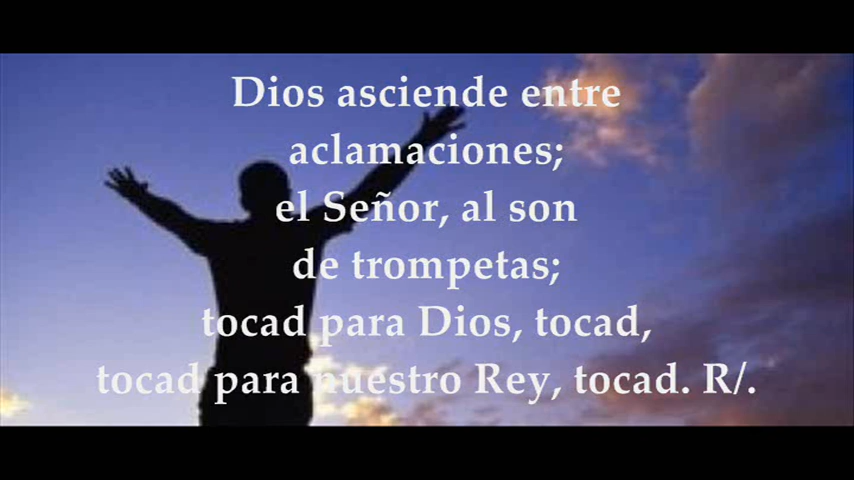 Dios asciende entre
aclamaciones;
el Señor, al son
de trompetas;
tocad para Dios, tocad,
tocad para nuestro Rey, tocad. R/.